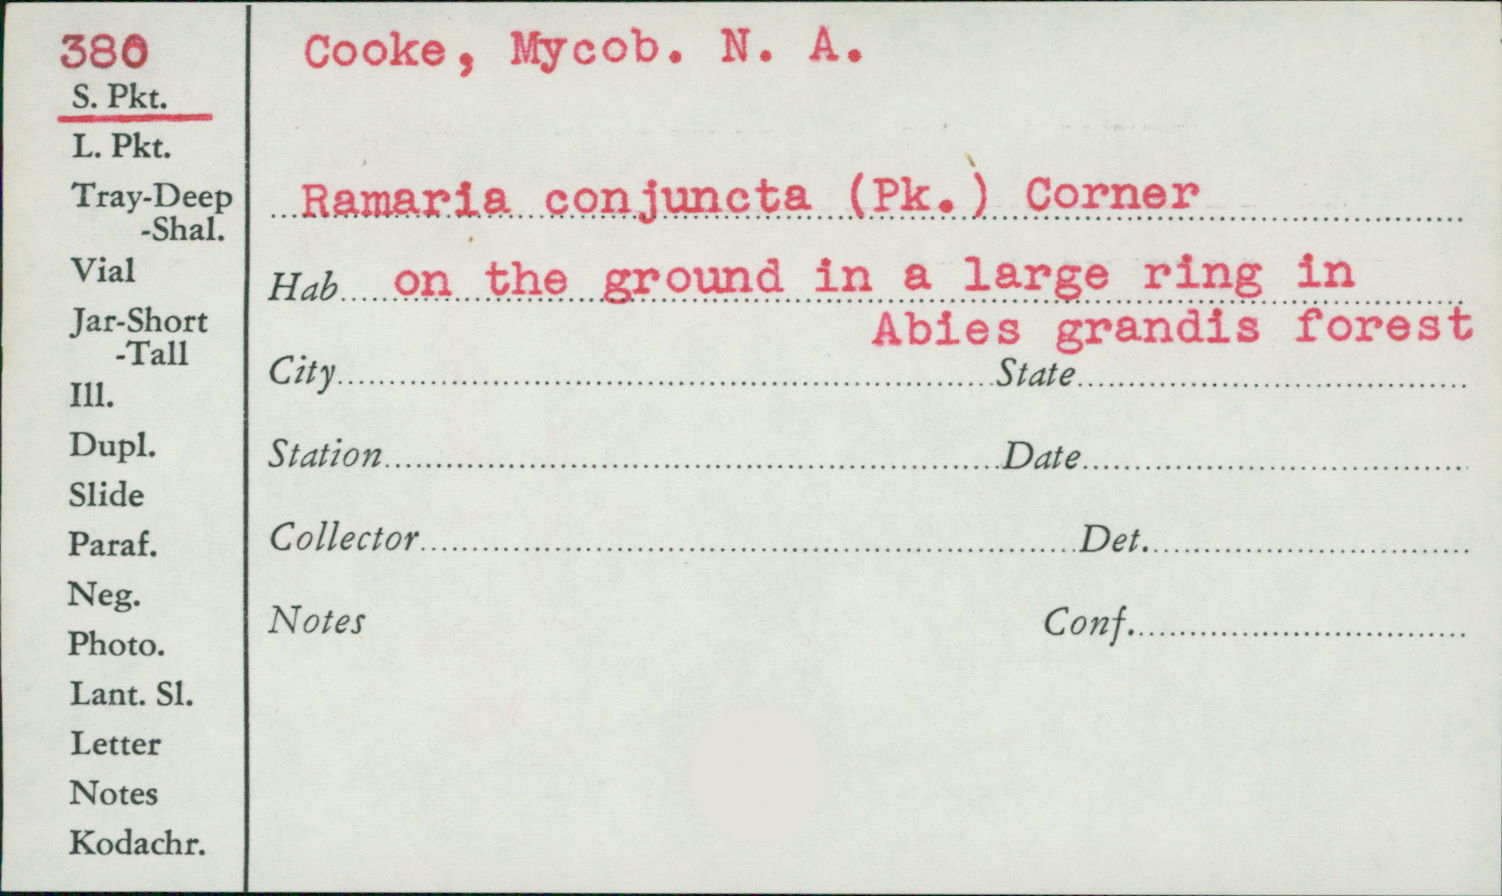 380
S. Pkt.
L. Pkt.
Tray-Deep
-Shal.
Vial
Jar-Short
-Tall
Ill.
Dupl.
Slide
Paraf.
Neg.
Photo.
Lant. Sl.
Letter
Notes
Kodachr.
Cooke, Mycob. N. A.
Ramaria conjuncta (Pk.) Corner
Hab. on the ground in a large ring in
Abies grandis forest
City State
Station Date
Collector Det.
Notes Conf.